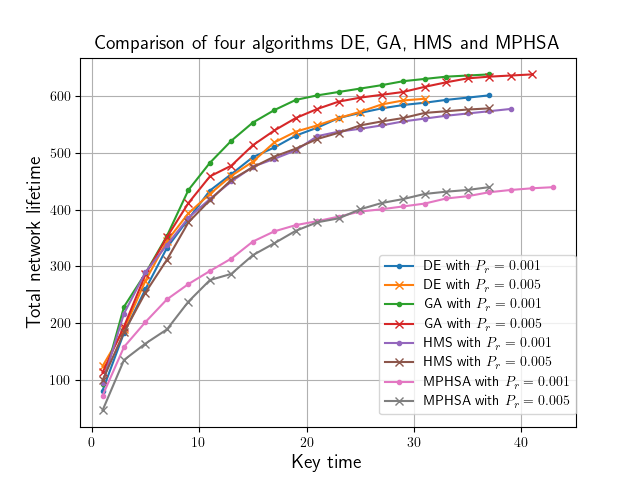 Comparison of four algorithms DE, GA, HMS and MPHSA
Total network lifetime
600
500
400
300
200
100
0
10
20
30
40
Key time
DE with P_r = 0.001
DE with P_r = 0.005
GA with P_r = 0.001
GA with P_r = 0.005
HMS with P_r = 0.001
HMS with P_r = 0.005
MPHSA with P_r = 0.001
MPHSA with P_r = 0.005